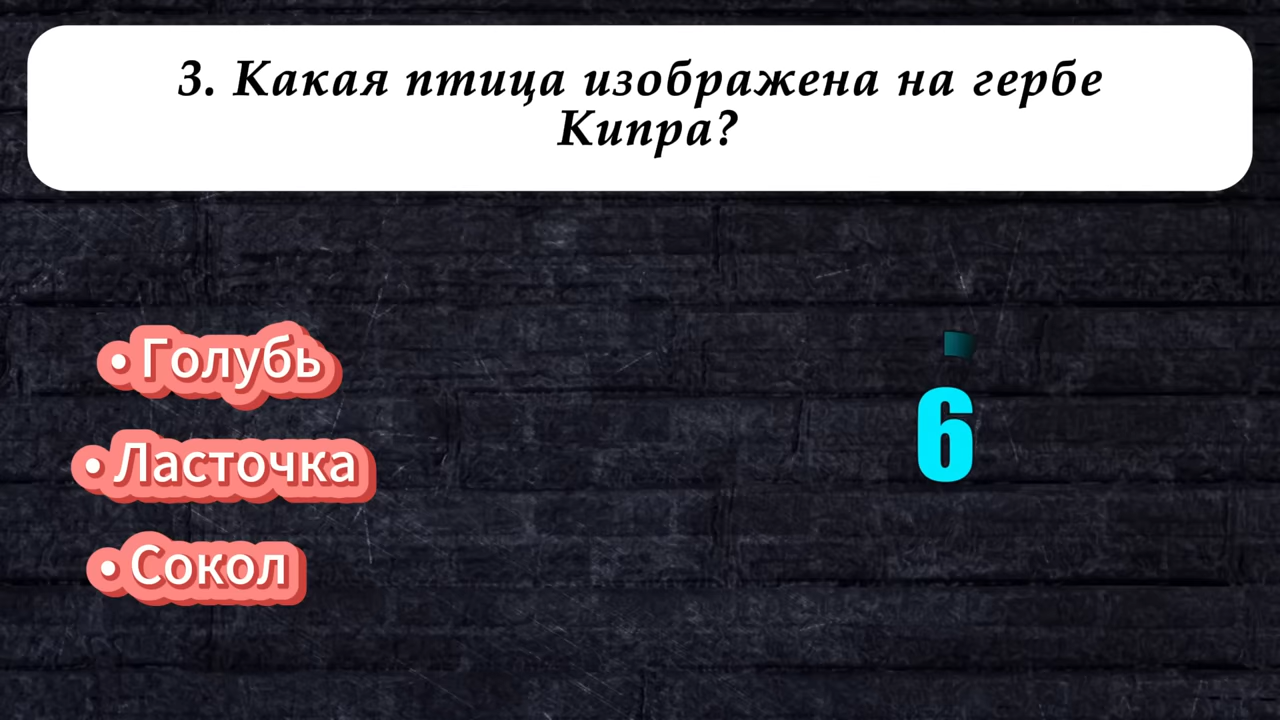 3. Какая птица изображена на гербе
Кипра?
• Голубь
• Ласточка
• Сокол
6